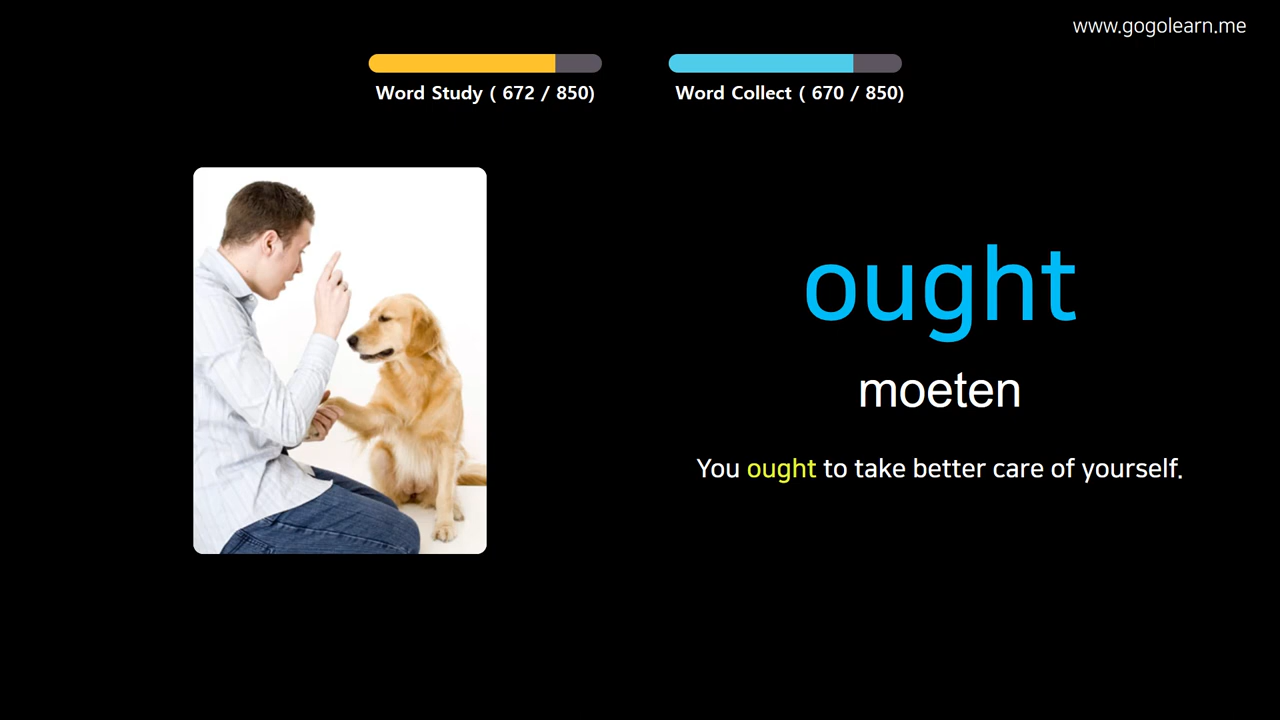 www.gogolearn.me
Word Study ( 672 / 850)
Word Collect ( 670 / 850)
ought
moeten
You ought to take better care of yourself.